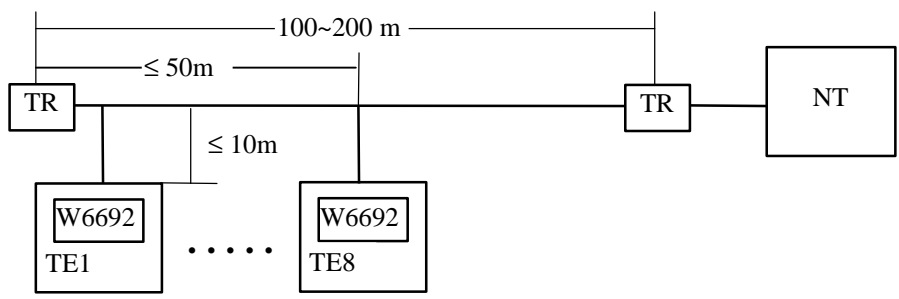 100~200 m
≤ 50m
TR
TR
NT
≤ 10m
W6692
W6692
TE1
.....
TE8